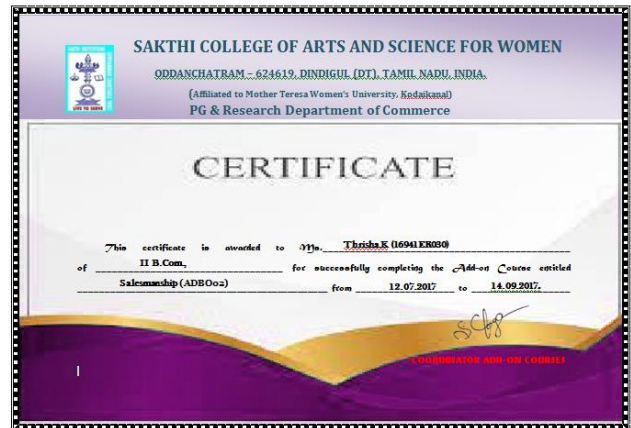 SAKTHI COLLEGE OF ARTS AND SCIENCE FOR WOMEN
ODDANCHATRAM – 624619, DINDIGUL (DT), TAMIL NADU, INDIA.
(Affiliated to Mother Teresa Women's University, Kodaikanal)
PG & Research Department of Commerce
CERTIFICATE
This certificate is awarded to Ms. Thrisha.K (16941ER030)
of II B.Com., for successfully completing the Add-on Course entitled
Salesmanship (ADBO02) from 12.07.2017 to 14.09.2017.
COORDINATOR ADD-ON COURSES